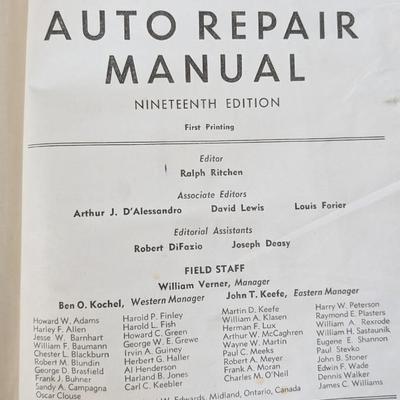 AUTO REPAIR
MANUAL
NINETEENTH EDITION
First Printing
Editor
Ralph Ritchen
Associate Editors
Arthur J. D'Alessandro David Lewis Louis Forier
Editorial Assistants
Robert DiFazio Joseph Deasy
FIELD STAFF
William Verner, Manager
Ben O. Kochel, Western Manager John T. Keefe, Eastern Manager
Howard W. Adams Harold P. Finley Martin D. Keefe Harry W. Peterson
Harley F. Allen Harold L. Fish William A. Klasen Raymond E. Plasters
Jesse W. Barnhart Howard C. Green Herman F. Lux William A. Rexrode
William F. Baumann George W. E. Grewe Arthur W. McCaghren William H. Sastaunik
Chester L. Blackburn Irvin A. Guiney Wayne W. Martin Eugene E. Shannon
Robert M. Blundin Herbert G. Haller Paul C. Meeks Paul Stevko
George D. Brasfield Al Henderson Robert A. Meyer John B. Stoner
Frank J. Buhner Harland B. Jones Frank A. Moran Edwin F. Wade
Sandy A. Campagna Carl C. Keebler Charles M. O'Neil Dennis Walker
Oscar Clouse James C. Williams
W. Edwards, Midland, Ontario, Canada